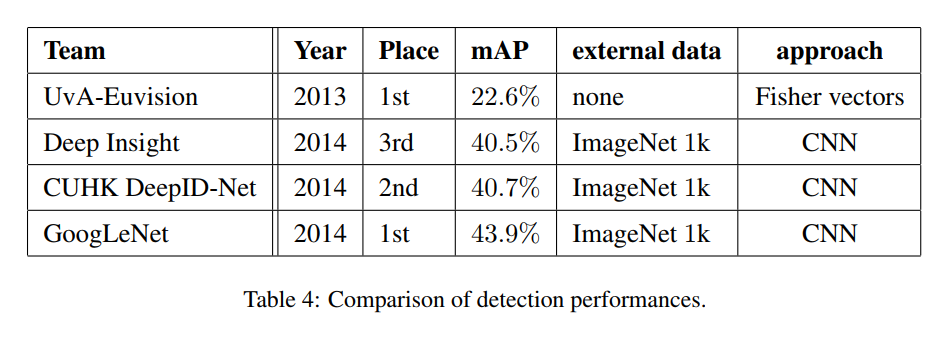 Team Year Place mAP external data approach
UvA-Euvision 2013 1st 22.6% none Fisher vectors
Deep Insight 2014 3rd 40.5% ImageNet 1k CNN
CUHK DeepID-Net 2014 2nd 40.7% ImageNet 1k CNN
GoogLeNet 2014 1st 43.9% ImageNet 1k CNN
Table 4: Comparison of detection performances.